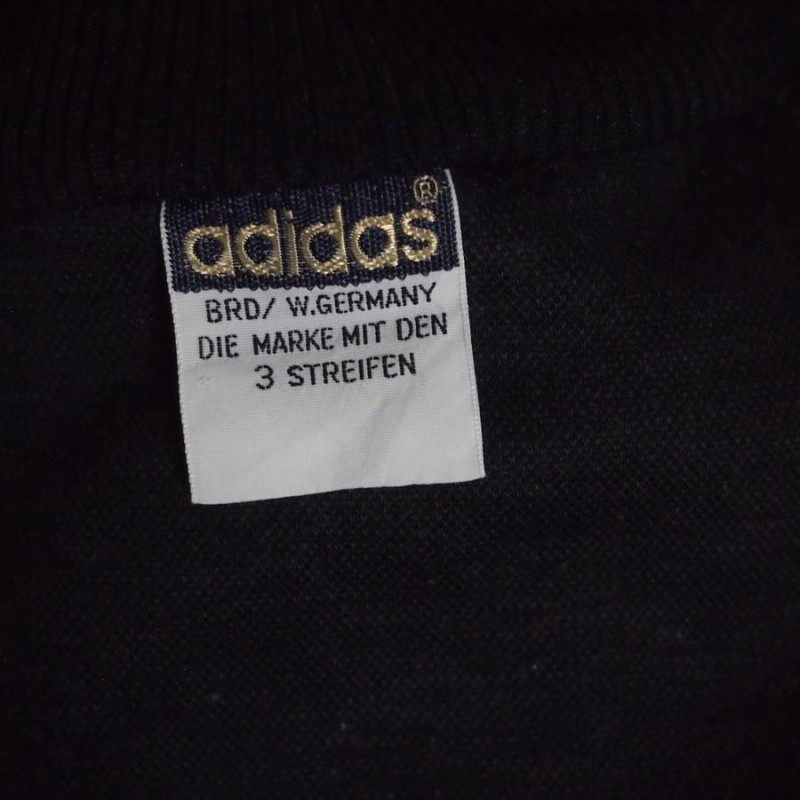 adidas®
BRD/ W.GERMANY
DIE MARKE MIT DEN
3 STREIFEN